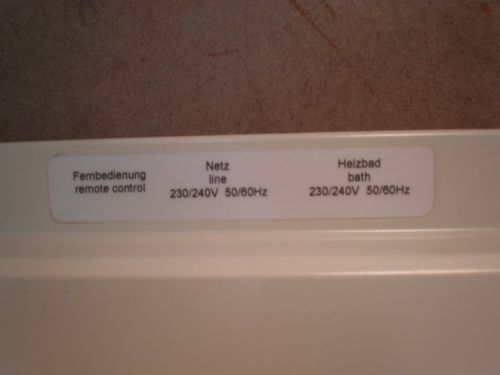 Fernbedienung
remote control
Netz
line
230/240V 50/60Hz
Heizbad
bath
230/240V 50/60Hz